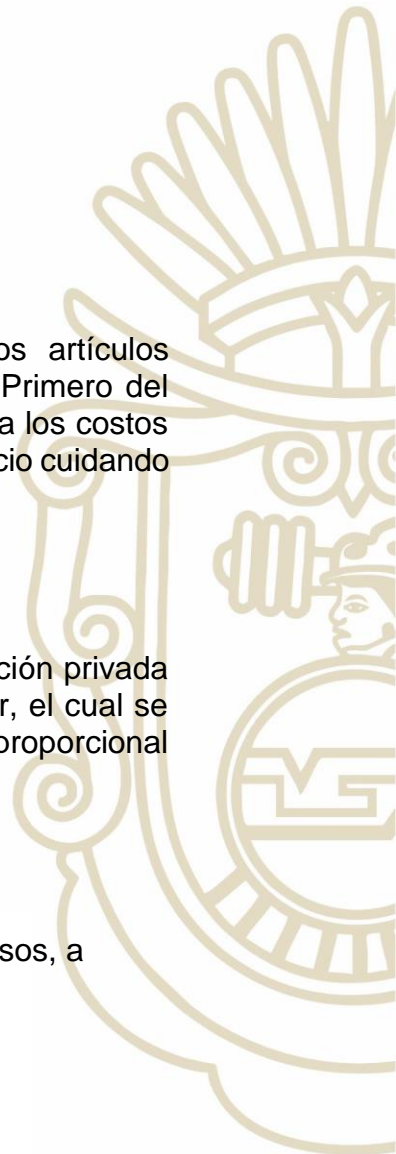 os artículos
Primero del
a los costos
cio cuidando
ción privada
r, el cual se
proporcional
sos, a